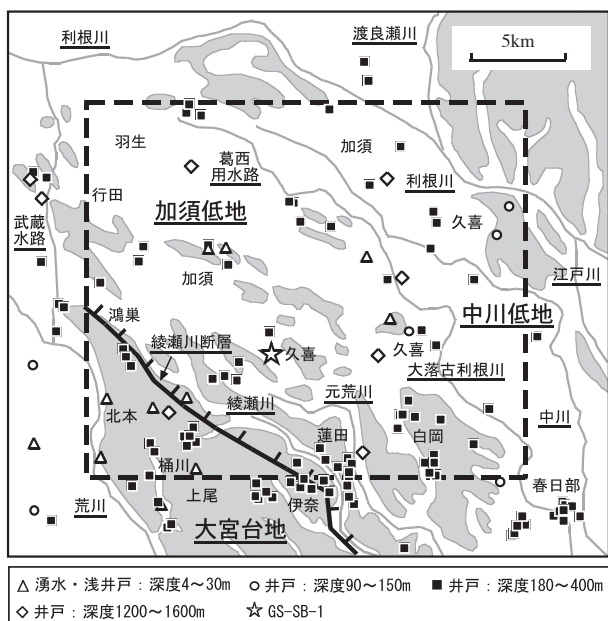 利根川
渡良瀬川
5km
羽生
葛西
用水路
加須
利根川
行田
加須低地
久喜
武蔵
水路
加須
江戸川
鴻巣
中川低地
綾瀬川断層
久喜
久喜
大落古利根川
綾瀬川
元荒川
中川
北本
蓮田
白岡
桶川
春日部
荒川
上尾
伊奈
大宮台地
△ 湧水・浅井戸：深度4～30m ○ 井戸：深度90～150m ■ 井戸：深度180～400m
◇ 井戸：深度1200～1600m ☆ GS-SB-1